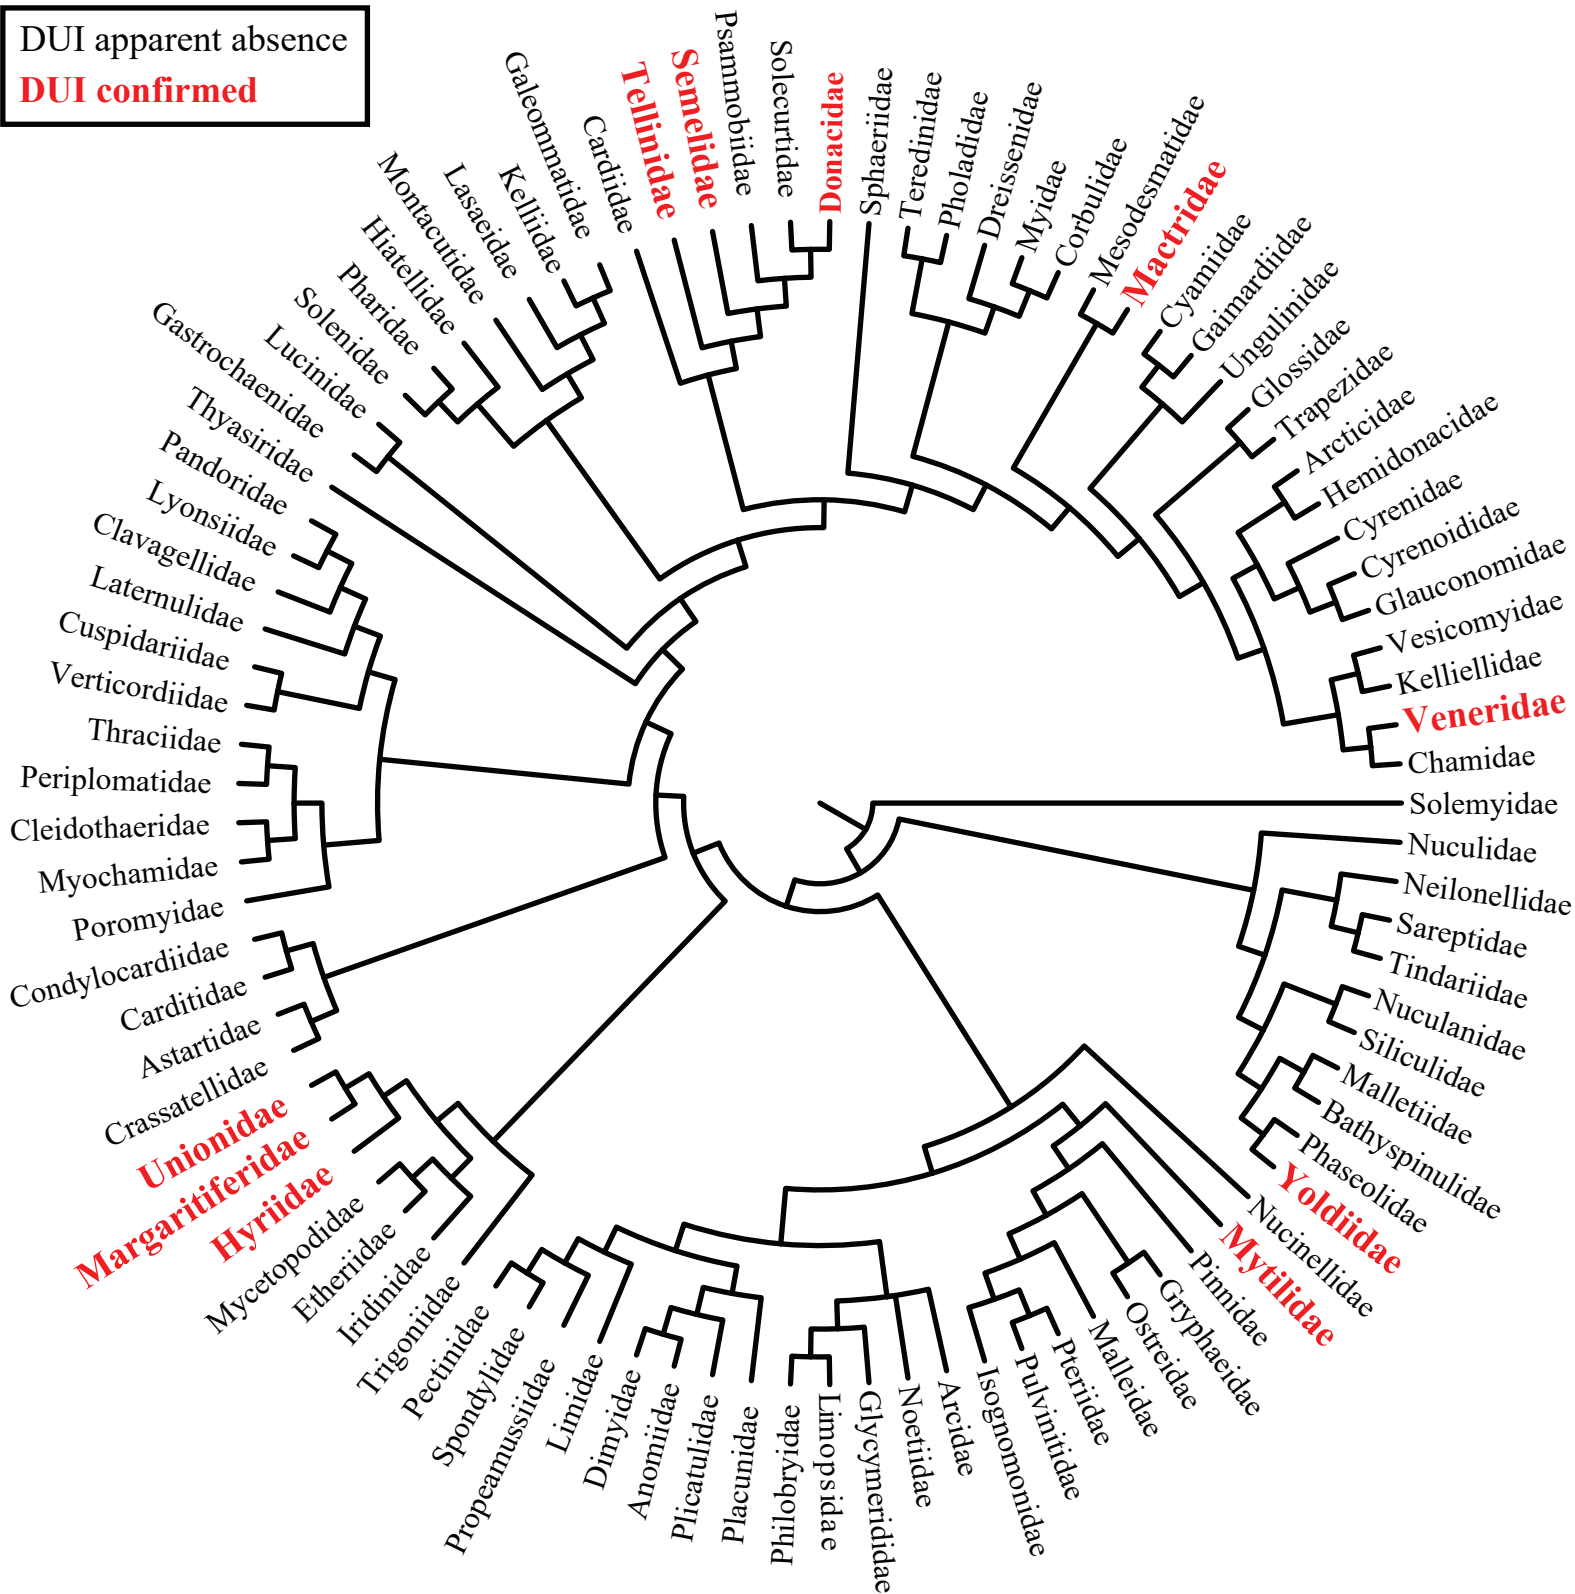 DUI apparent absence
DUI confirmed
Galeommatidae
Cardiidae
Tellinidae
Semelidae
Psammobiidae
Solecurtidae
Donacidae
Sphaeriidae
Teredinidae
Pholadidae
Dreissenidae
Myidae
Corbulidae
Mesodesmatidae
Mactridae
Cyamiidae
Gaimardiidae
Ungulinidae
Glossidae
Trapezidae
Arcticidae
Hemidonacidae
Cyrenidae
Cyrenoididae
Glauconomidae
Vesicomyidae
Kelliellidae
Veneridae
Chamidae
Solemyidae
Nuculidae
Neilonellidae
Sareptidae
Tindariidae
Nuculanidae
Siliculidae
Malletiidae
Bathyspinulidae
Phaseolidae
Yoldiidae
Nucinellidae
Mytilidae
Pinnidae
Gryphaeidae
Ostreidae
Malleidae
Pteriidae
Pulvinitidae
Isognomonidae
Arcidae
Noetiidae
Glycymerididae
Limopsidae
Philobryidae
Placunidae
Plicatulidae
Anomiidae
Dimyidae
Limidae
Propeamussiidae
Spondylidae
Pectinidae
Trigoniidae
Iridinidae
Etheriidae
Mycetopodidae
Hyriidae
Margaritiferidae
Unionidae
Crassatellidae
Astartidae
Carditidae
Condylocardiidae
Poromyidae
Myochamidae
Cleidothaeridae
Periplomatidae
Thraciidae
Verticordiidae
Cuspidariidae
Laternulidae
Clavagellidae
Lyonsiidae
Pandoridae
Thyasiridae
Gastrochaenidae
Lucinidae
Solenidae
Pharidae
Hiatellidae
Montacutidae
Lasaeidae
Kelliidae